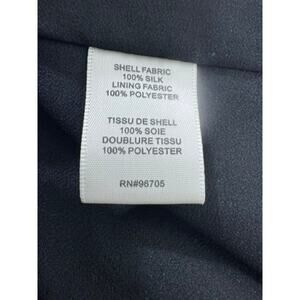 SHELL FABRIC
100% SILK
LINING FABRIC
100% POLYESTER
TISSU DE SHELL
100% SOIE
DOUBLURE TISSU
100% POLYESTER
RN#96705